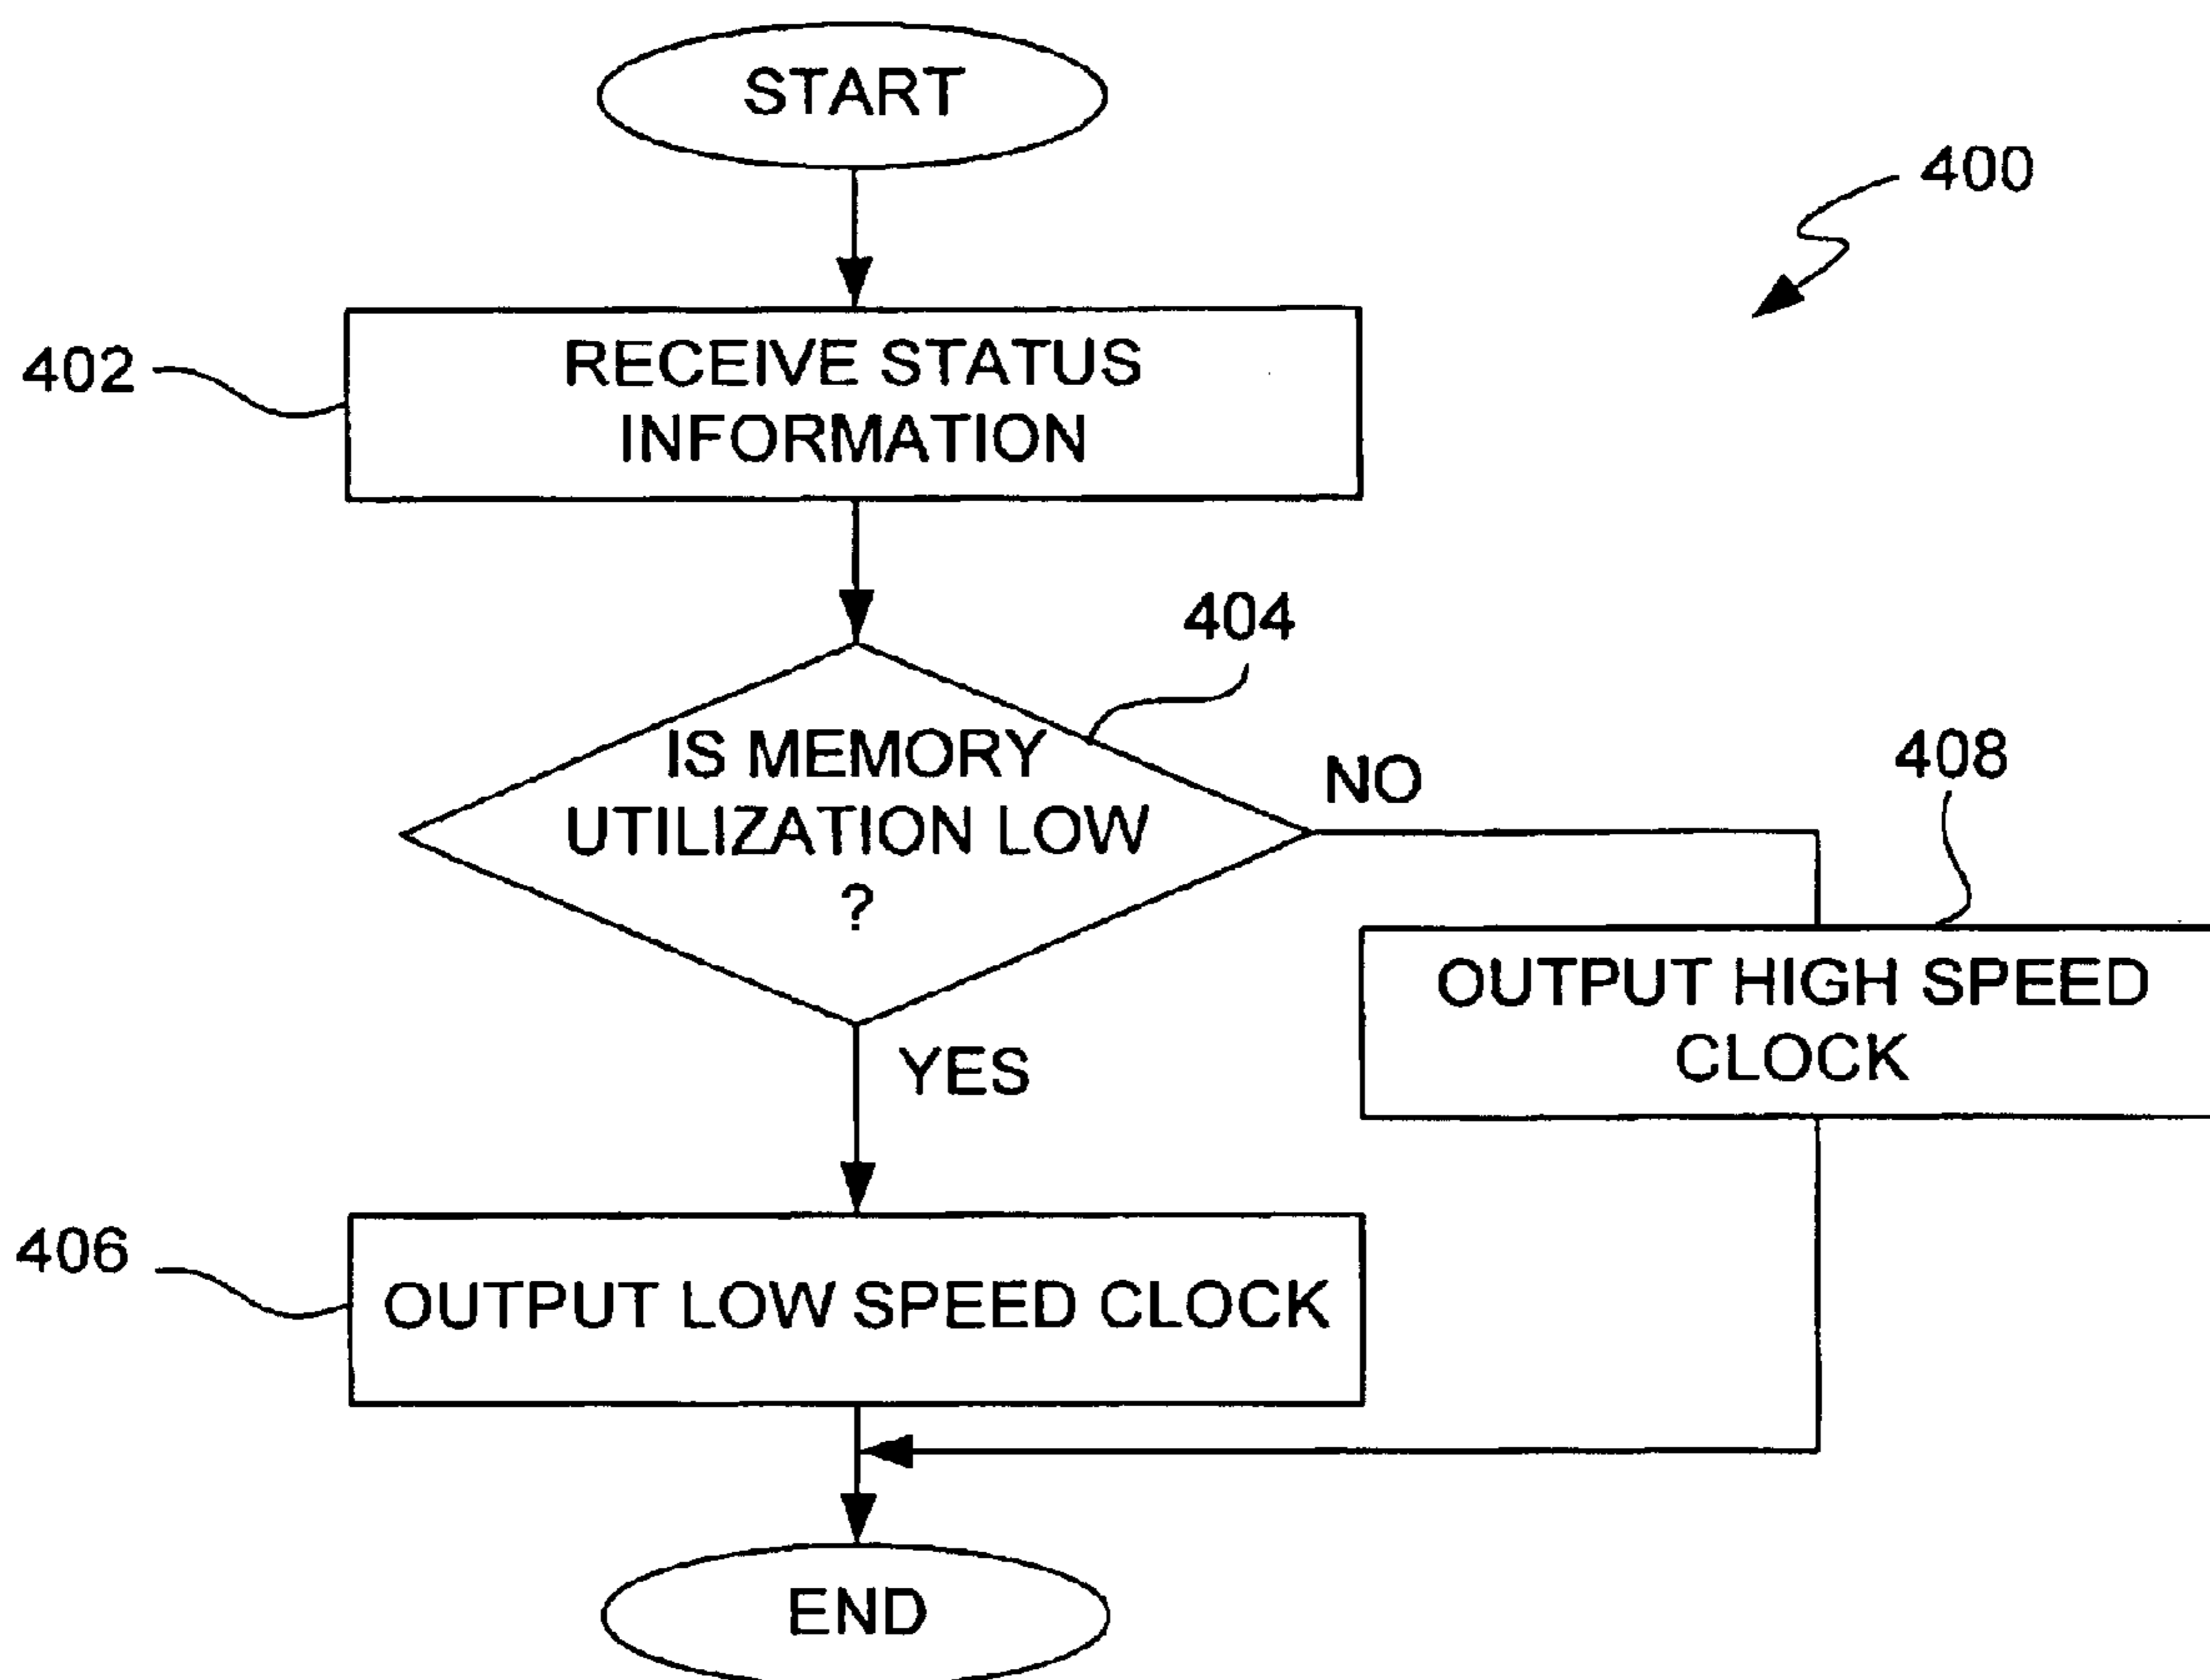 START
400
402
RECEIVE STATUS
INFORMATION
404
IS MEMORY
UTILIZATION LOW
?
NO
408
OUTPUT HIGH SPEED
CLOCK
YES
406
OUTPUT LOW SPEED CLOCK
END